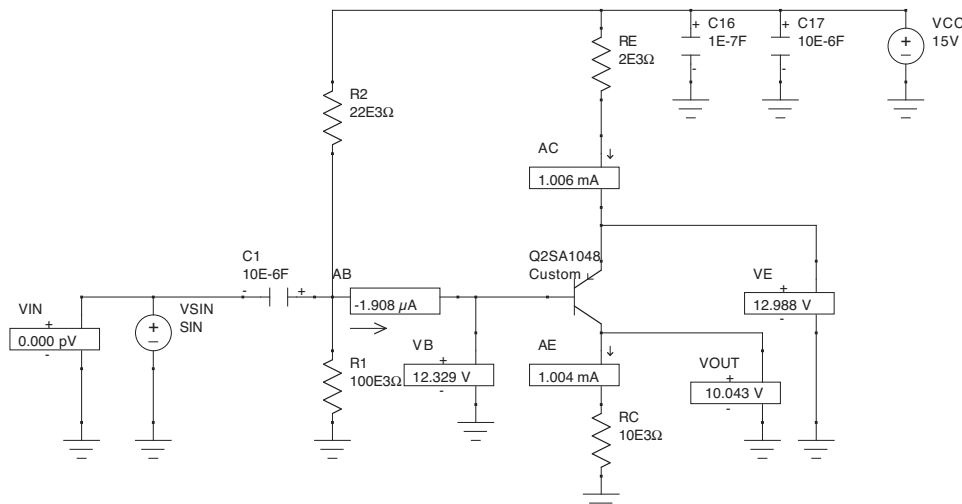 C16
1E-7F
C17
10E-6F
VCC
15V
RE
2E3Ω
R2
22E3Ω
AC
1.006 mA
Q2SA1048
Custom
C1
10E-6F
AB
-1.908 µA
VIN
0.000 pV
VSIN
SIN
VE
12.988 V
R1
100E3Ω
VB
12.329 V
AE
1.004 mA
VOUT
10.043 V
RC
10E3Ω